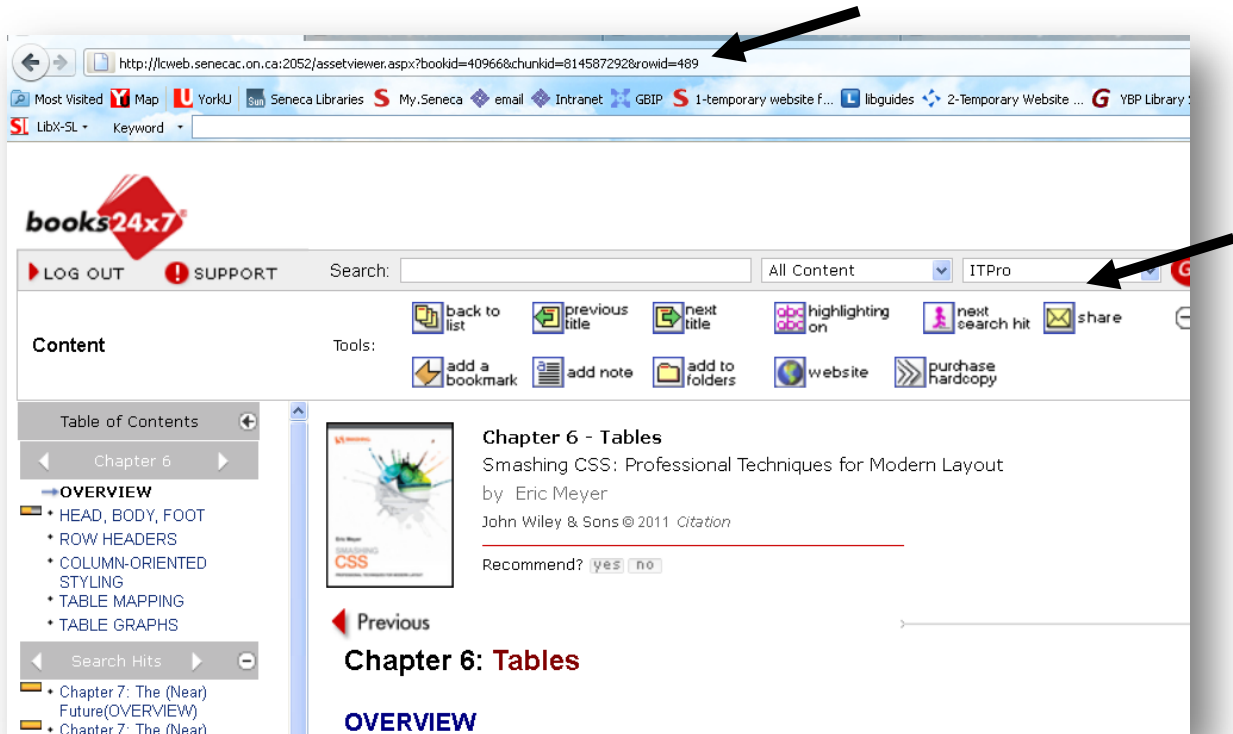 http://lcweb.senecac.on.ca:2052/assetviewer.aspx?bookid=40966&chunkid=814587292&rowid=489
Most Visited Map YorkU Seneca Libraries My.Seneca email Intranet GBIP 1-temporary website f... libguides 2-Temporary Website ... YBP Library
LibX-SL Keyword
books24x7
LOG OUT SUPPORT Search: All Content ITPro
Content
Tools:
back to list previous title next title highlighting on next search hit share
add a bookmark add note add to folders website purchase hardcopy
Table of Contents
Chapter 6
OVERVIEW
HEAD, BODY, FOOT
ROW HEADERS
COLUMN-ORIENTED
STYLING
TABLE MAPPING
TABLE GRAPHS
Search Hits
Chapter 7: The (Near)
Future(OVERVIEW)
Chapter 7: The (Near)
Eric Meyer
SMASHING
CSS
Chapter 6 - Tables
Smashing CSS: Professional Techniques for Modern Layout
by Eric Meyer
John Wiley & Sons © 2011 Citation
Recommend? yes no
Previous
Chapter 6: Tables
OVERVIEW